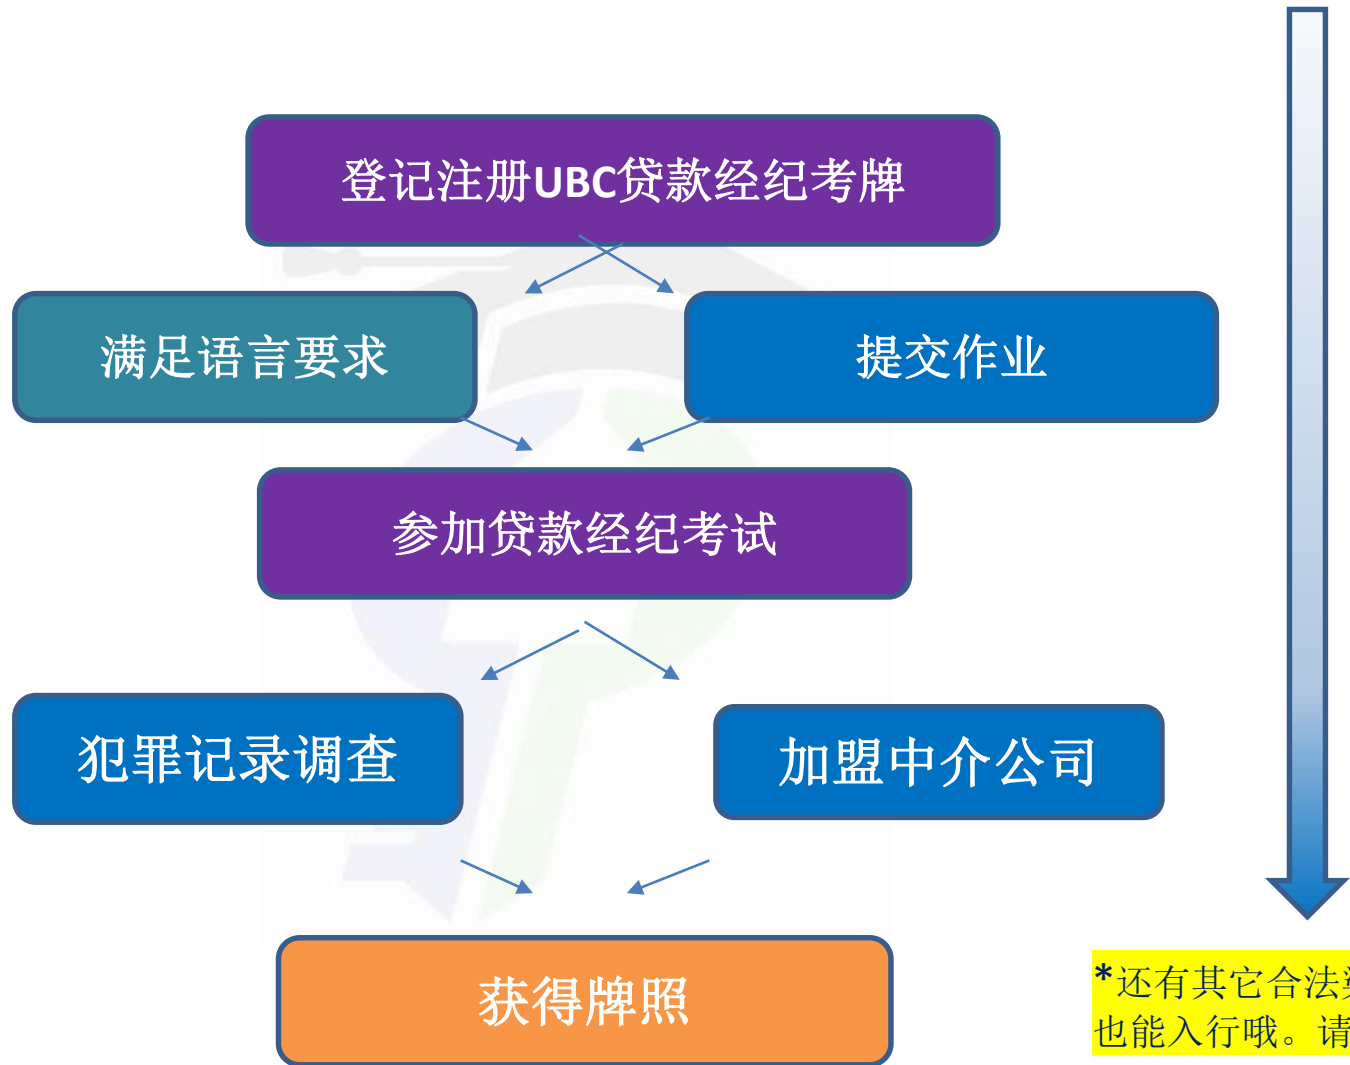 登记注册UBC贷款经纪考牌
满足语言要求
提交作业
参加贷款经纪考试
犯罪记录调查
加盟中介公司
获得牌照
*还有其它合法
也能入行哦。请